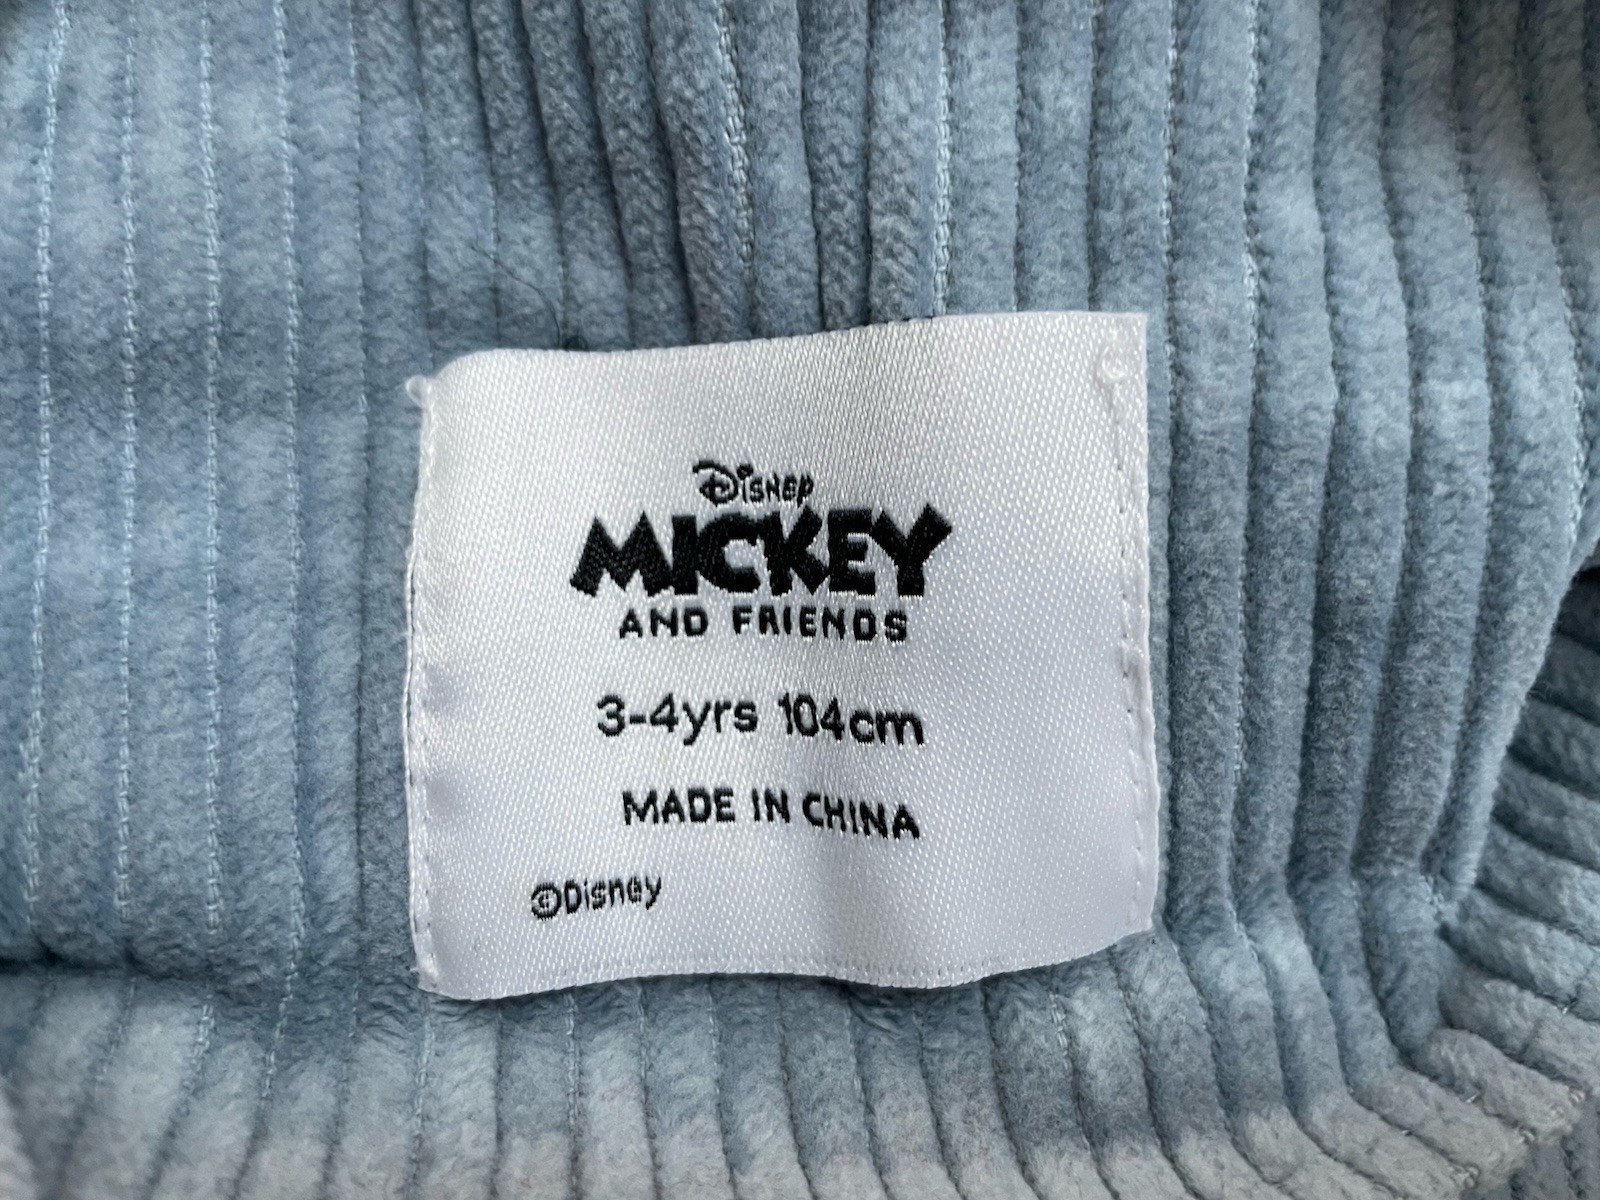 Disney
MICKEY
AND FRIENDS
3-4yrs 104cm
MADE IN CHINA
©Disney